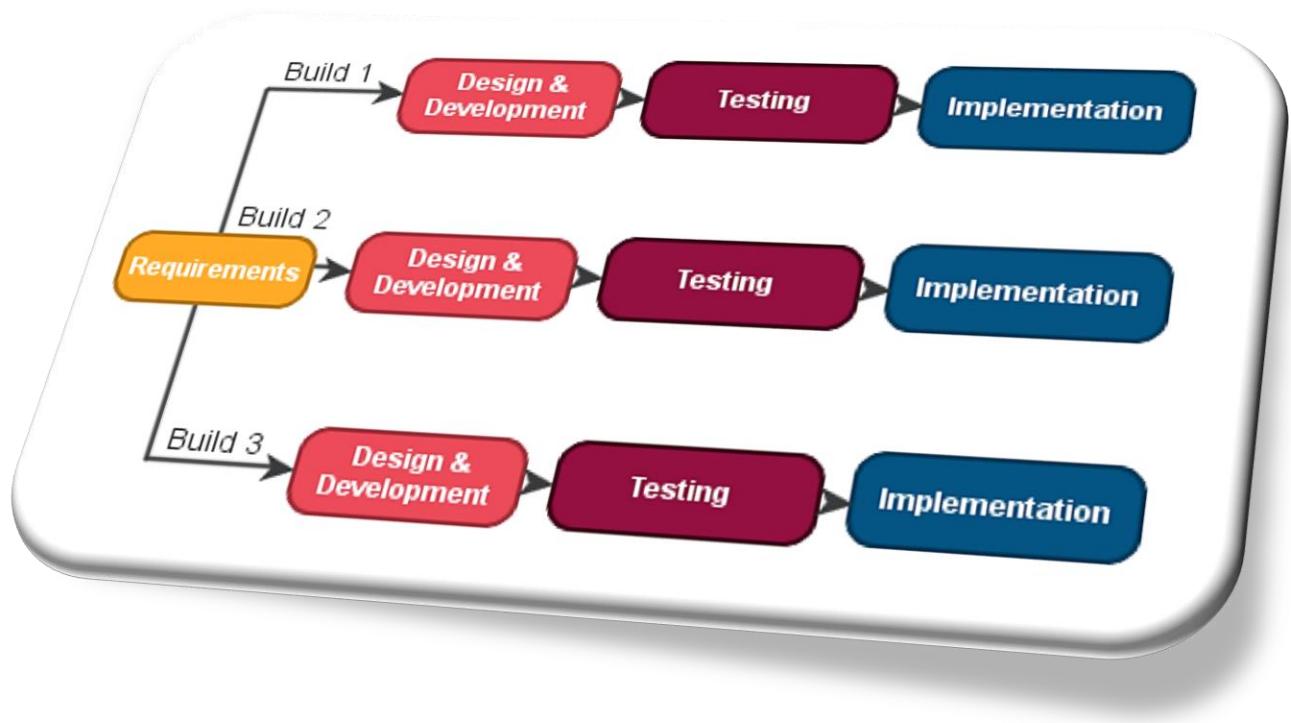 Build 1
Design &
Development
Testing
Implementation
Build 2
Requirements
Design &
Development
Testing
Implementation
Build 3
Design &
Development
Testing
Implementation